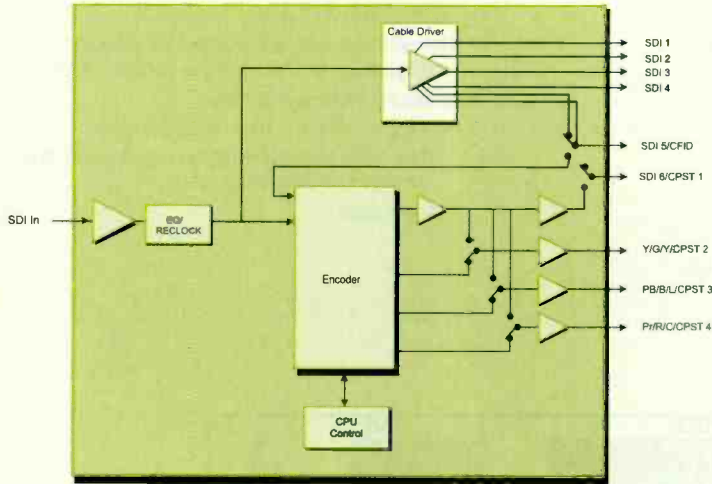 Cable Driver
SDI 1
SDI 2
SDI 3
SDI 4
SDI 5/CFID
SDI 6/CPST 1
SDI In
EQ/
RECLOCK
Encoder
Y/G/Y/CPST 2
PB/B/L/CPST 3
Pr/R/C/CPST 4
CPU
Control